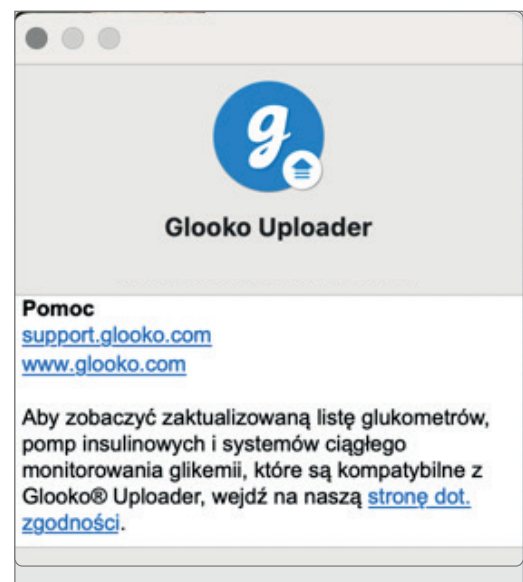 g
Glooko Uploader
Pomoc
support.glooko.com
www.glooko.com
Aby zobaczyć zaktualizowaną listę glukometrów,
pomp insulinowych i systemów ciągłego
monitorowania glikemii, które są kompatybilne z
Glooko® Uploader, wejdź na naszą stronę dot.
zgodności.